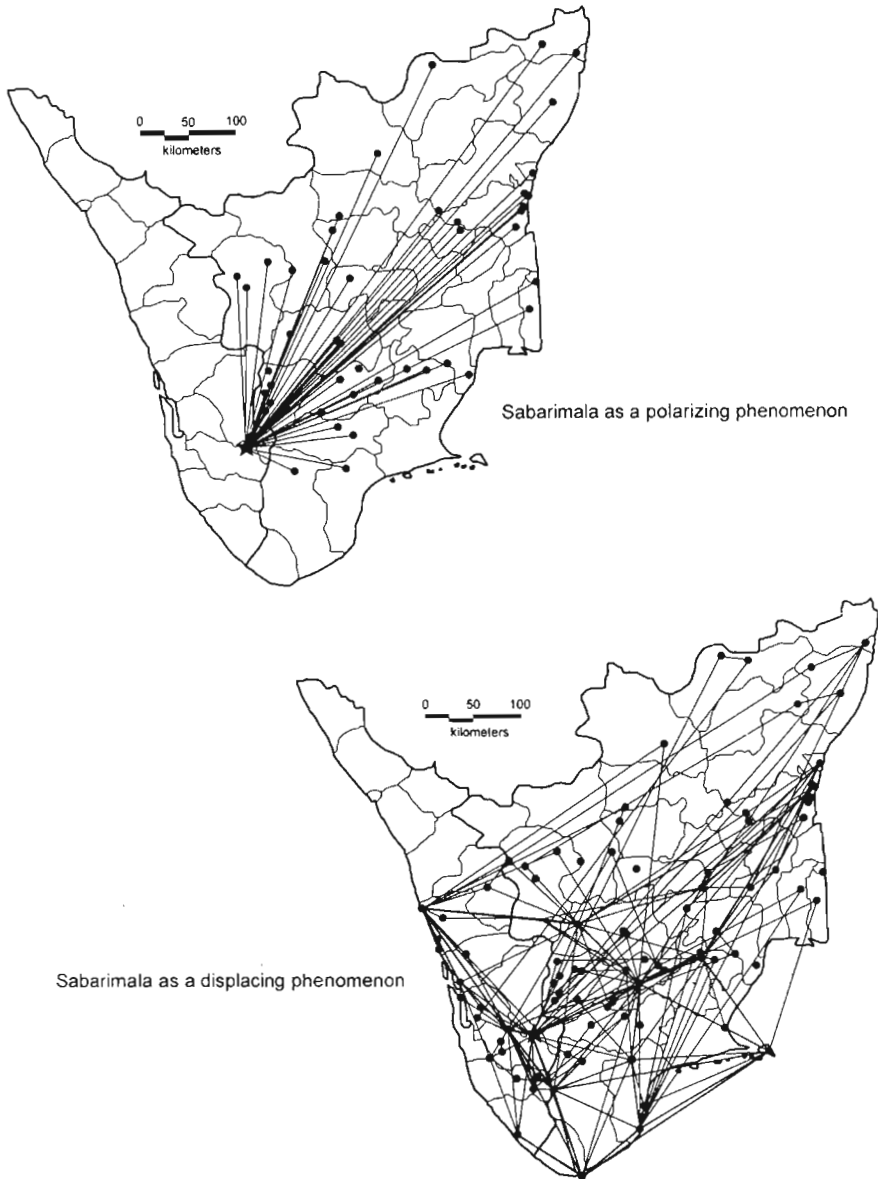 0 50 100
kilometers
Sabarimala as a polarizing phenomenon
0 50 100
kilometers
Sabarimala as a displacing phenomenon